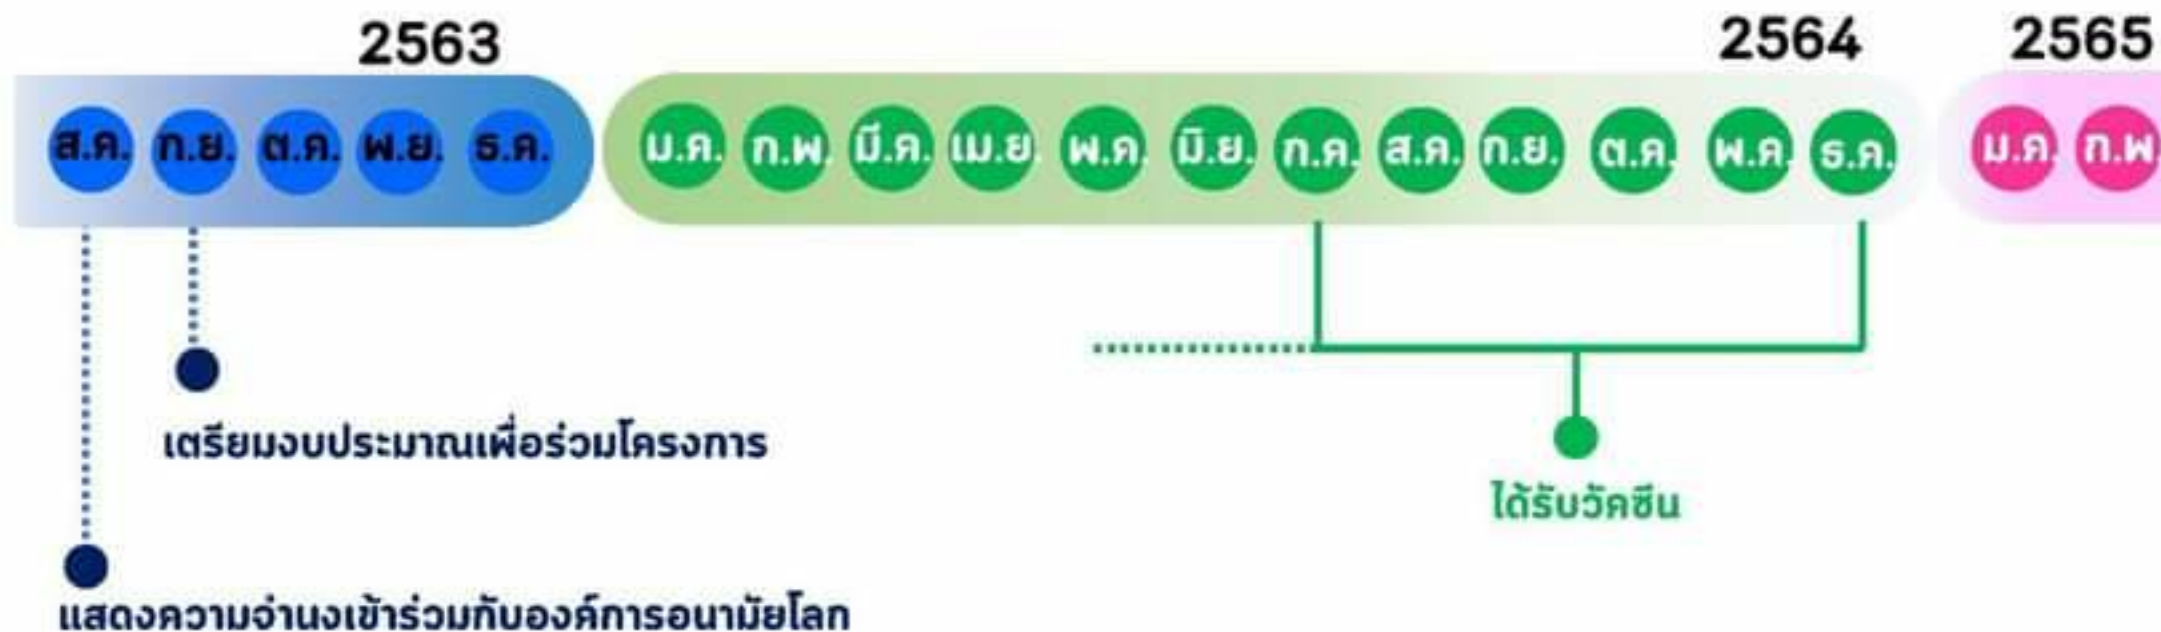 2563 2564 2565
ส.ค. ก.ย. ต.ค. พ.ย. ธ.ค. ม.ค. ก.พ. มี.ค. เม.ย. พ.ค. มิ.ย. ก.ค. ส.ค. ก.ย. ต.ค. พ.ค. ธ.ค. ม.ค. ก.พ.
เตรียมงบประมาณเพื่อร่วมโครงการ
ได้รับวัคซีน
แสดงความจำนงเข้าร่วมกับองค์การอนามัยโลก